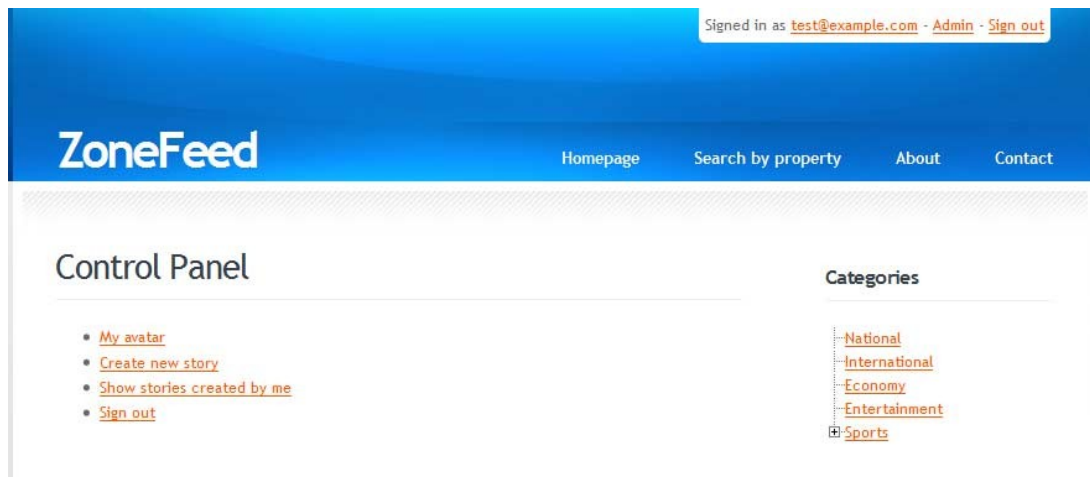 Signed in as test@example.com - Admin - Sign out
ZoneFeed
Homepage Search by property About Contact
Control Panel
My avatar
Create new story
Show stories created by me
Sign out
Categories
National
International
Economy
Entertainment
Sports